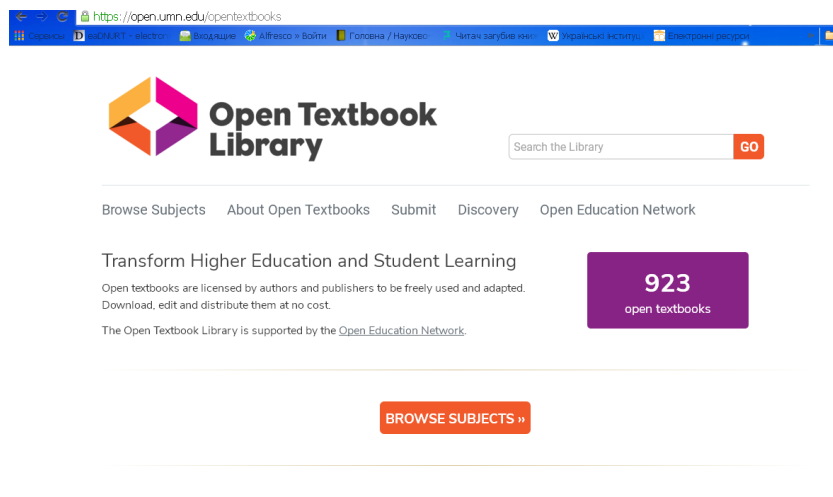 https://open.umn.edu/opentextbooks
Сервисы eaDNURT - electron Входящие Alfresco » Войти Головна / Науково Читач загубив книж Українські інституц Електронні ресурси
Open Textbook
Library
Search the Library GO
Browse Subjects About Open Textbooks Submit Discovery Open Education Network
Transform Higher Education and Student Learning
Open textbooks are licensed by authors and publishers to be freely used and adapted.
Download, edit and distribute them at no cost.
923
open textbooks
The Open Textbook Library is supported by the Open Education Network.
BROWSE SUBJECTS ››